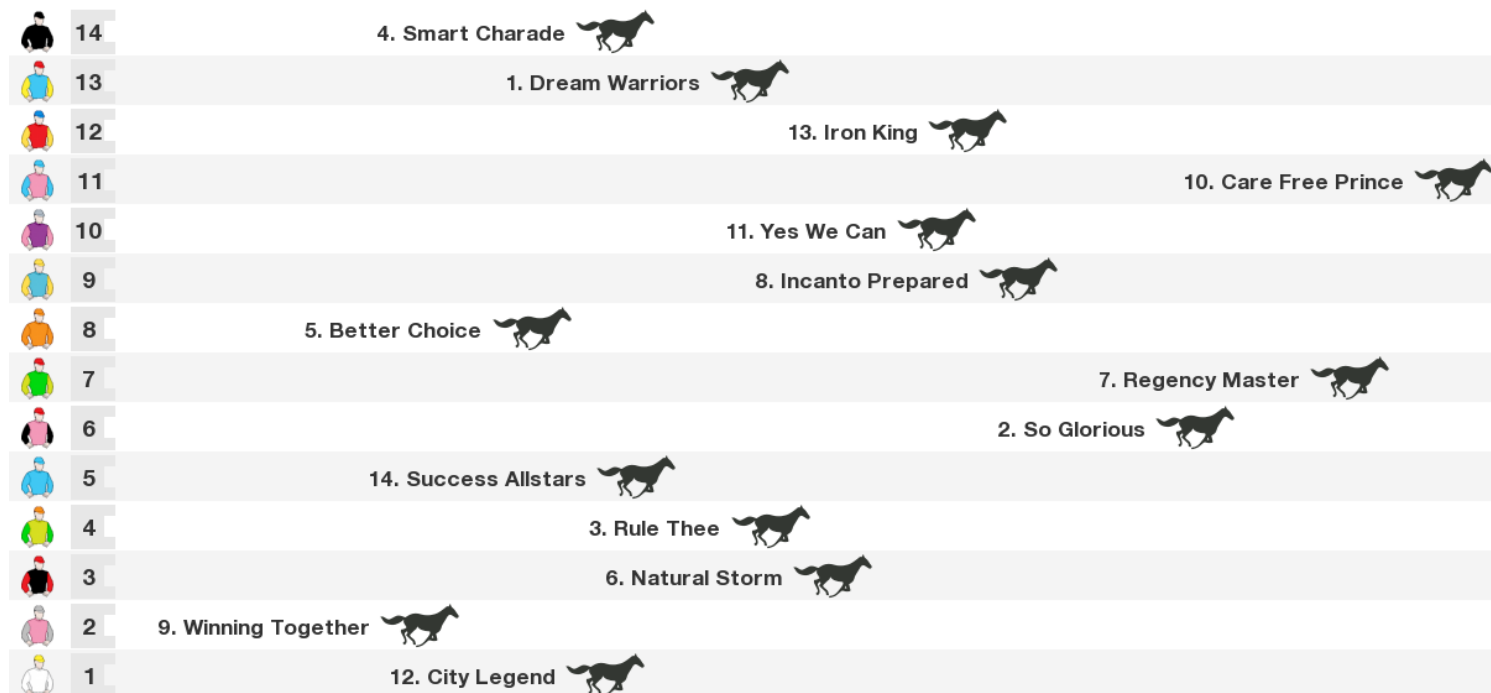 14 4. Smart Charade
13 1. Dream Warriors
12 13. Iron King
11 10. Care Free Prince
10 11. Yes We Can
9 8. Incanto Prepared
8 5. Better Choice
7 7. Regency Master
6 2. So Glorious
5 14. Success Allstars
4 3. Rule Thee
3 6. Natural Storm
2 9. Winning Together
1 12. City Legend